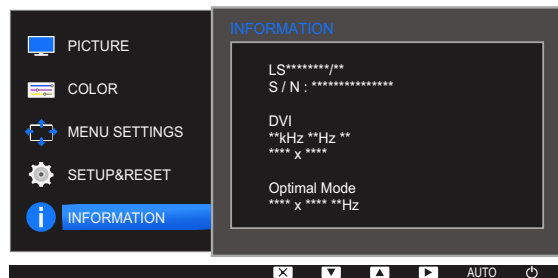 PICTURE
COLOR
MENU SETTINGS
SETUP&RESET
INFORMATION
INFORMATION
LS********/**
S / N : ***************
DVI
**kHz **Hz **
**** x ****
Optimal Mode
**** x **** **Hz
AUTO